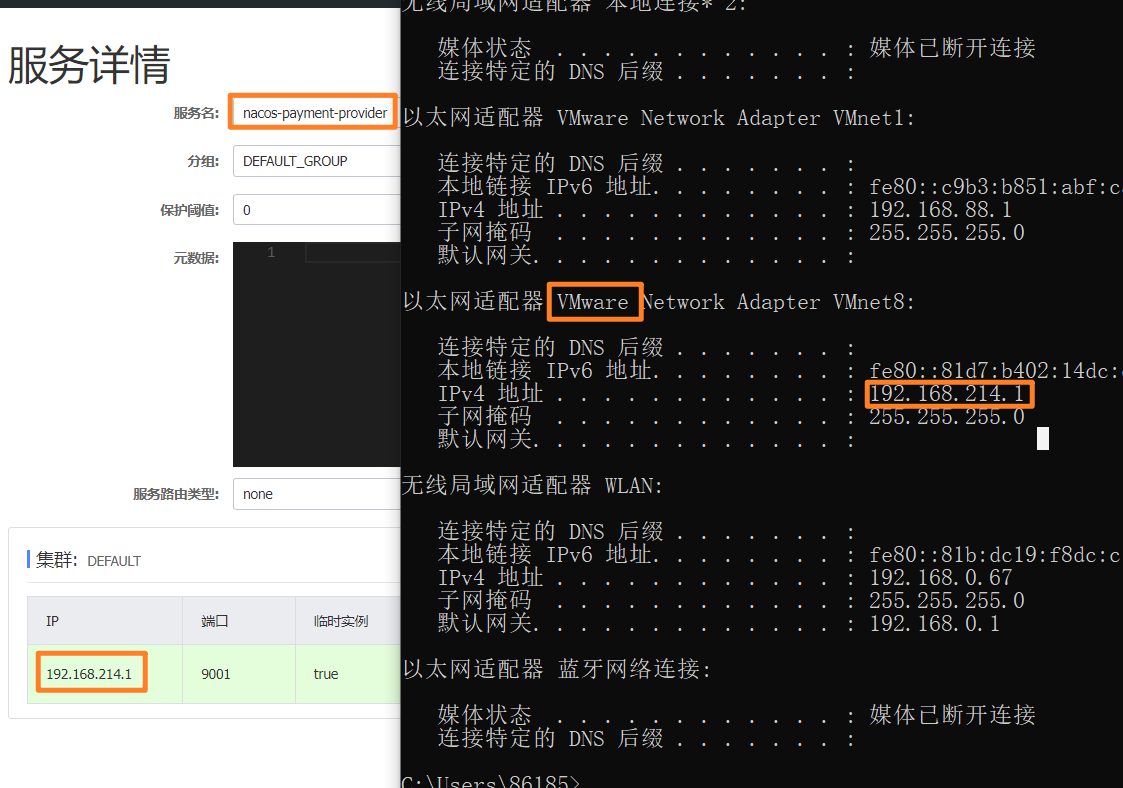 服务详情
服务名: nacos-payment-provider
分组: DEFAULT_GROUP
保护阈值: 0
元数据: 1
服务路由类型: none
集群: DEFAULT
IP 端口 临时实例
192.168.214.1 9001 true
无线局域网适配器 本地连接* 2:
媒体状态 . . . . . . . . . . . . : 媒体已断开连接
连接特定的 DNS 后缀 . . . . . . . :
以太网适配器 VMware Network Adapter VMnet1:
连接特定的 DNS 后缀 . . . . . . . :
本地链接 IPv6 地址. . . . . . . . : fe80::c9b3:b851:abf:c
IPv4 地址 . . . . . . . . . . . . : 192.168.88.1
子网掩码 . . . . . . . . . . . . : 255.255.255.0
默认网关. . . . . . . . . . . . . :
以太网适配器 VMware Network Adapter VMnet8:
连接特定的 DNS 后缀 . . . . . . . :
本地链接 IPv6 地址. . . . . . . . : fe80::81d7:b402:14dc:
IPv4 地址 . . . . . . . . . . . . : 192.168.214.1
子网掩码 . . . . . . . . . . . . : 255.255.255.0
默认网关. . . . . . . . . . . . . :
无线局域网适配器 WLAN:
连接特定的 DNS 后缀 . . . . . . . :
本地链接 IPv6 地址. . . . . . . . : fe80::81b:dc19:f8dc:c
IPv4 地址 . . . . . . . . . . . . : 192.168.0.67
子网掩码 . . . . . . . . . . . . : 255.255.255.0
默认网关. . . . . . . . . . . . . : 192.168.0.1
以太网适配器 蓝牙网络连接:
媒体状态 . . . . . . . . . . . . : 媒体已断开连接
连接特定的 DNS 后缀 . . . . . . . :
C:\Users\86185>